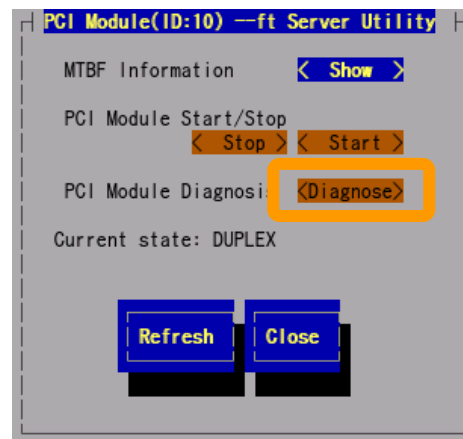 PCI Module(ID:10) --ft Server Utility
MTBF Information < Show >
PCI Module Start/Stop
< Stop > < Start >
PCI Module Diagnosi: <Diagnose>
Current state: DUPLEX
Refresh Close